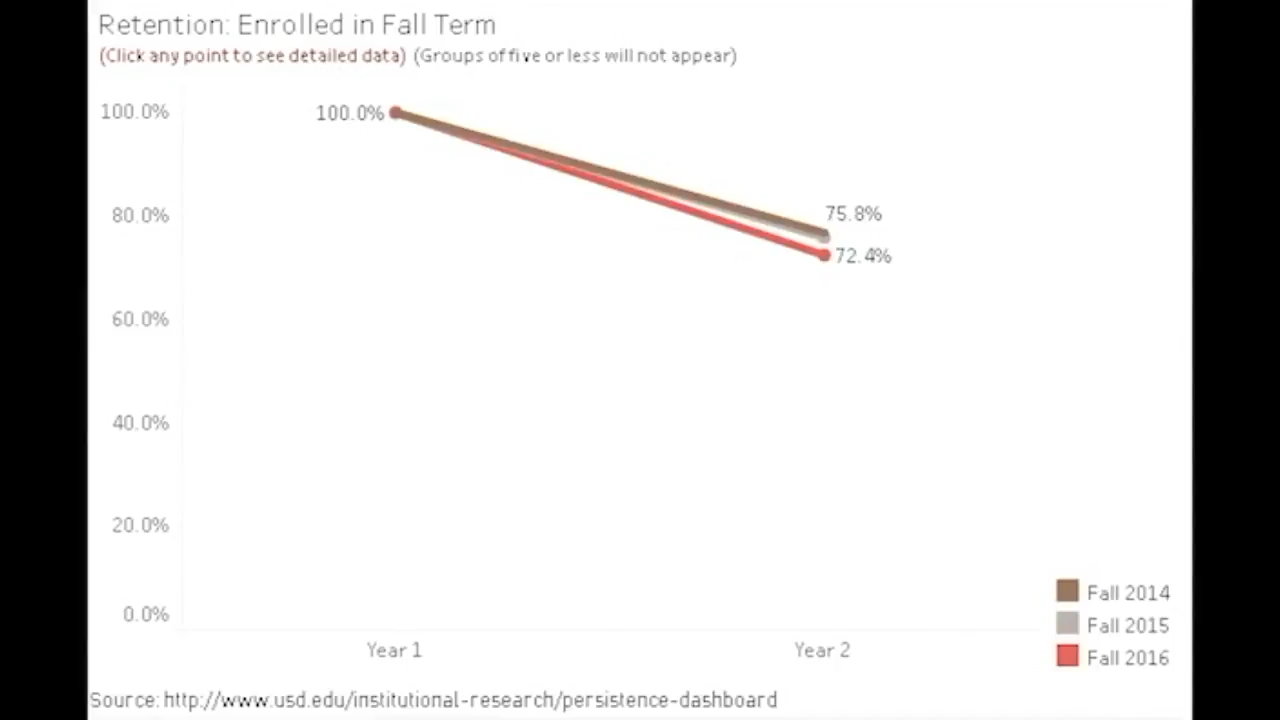 Retention: Enrolled in Fall Term
(Click any point to see detailed data) (Groups of five or less will not appear)
100.0%
100.0%
80.0%
75.8%
72.4%
60.0%
40.0%
20.0%
0.0%
Fall 2014
Fall 2015
Fall 2016
Year 1
Year 2
Source: http://www.usd.edu/institutional-research/persistence-dashboard